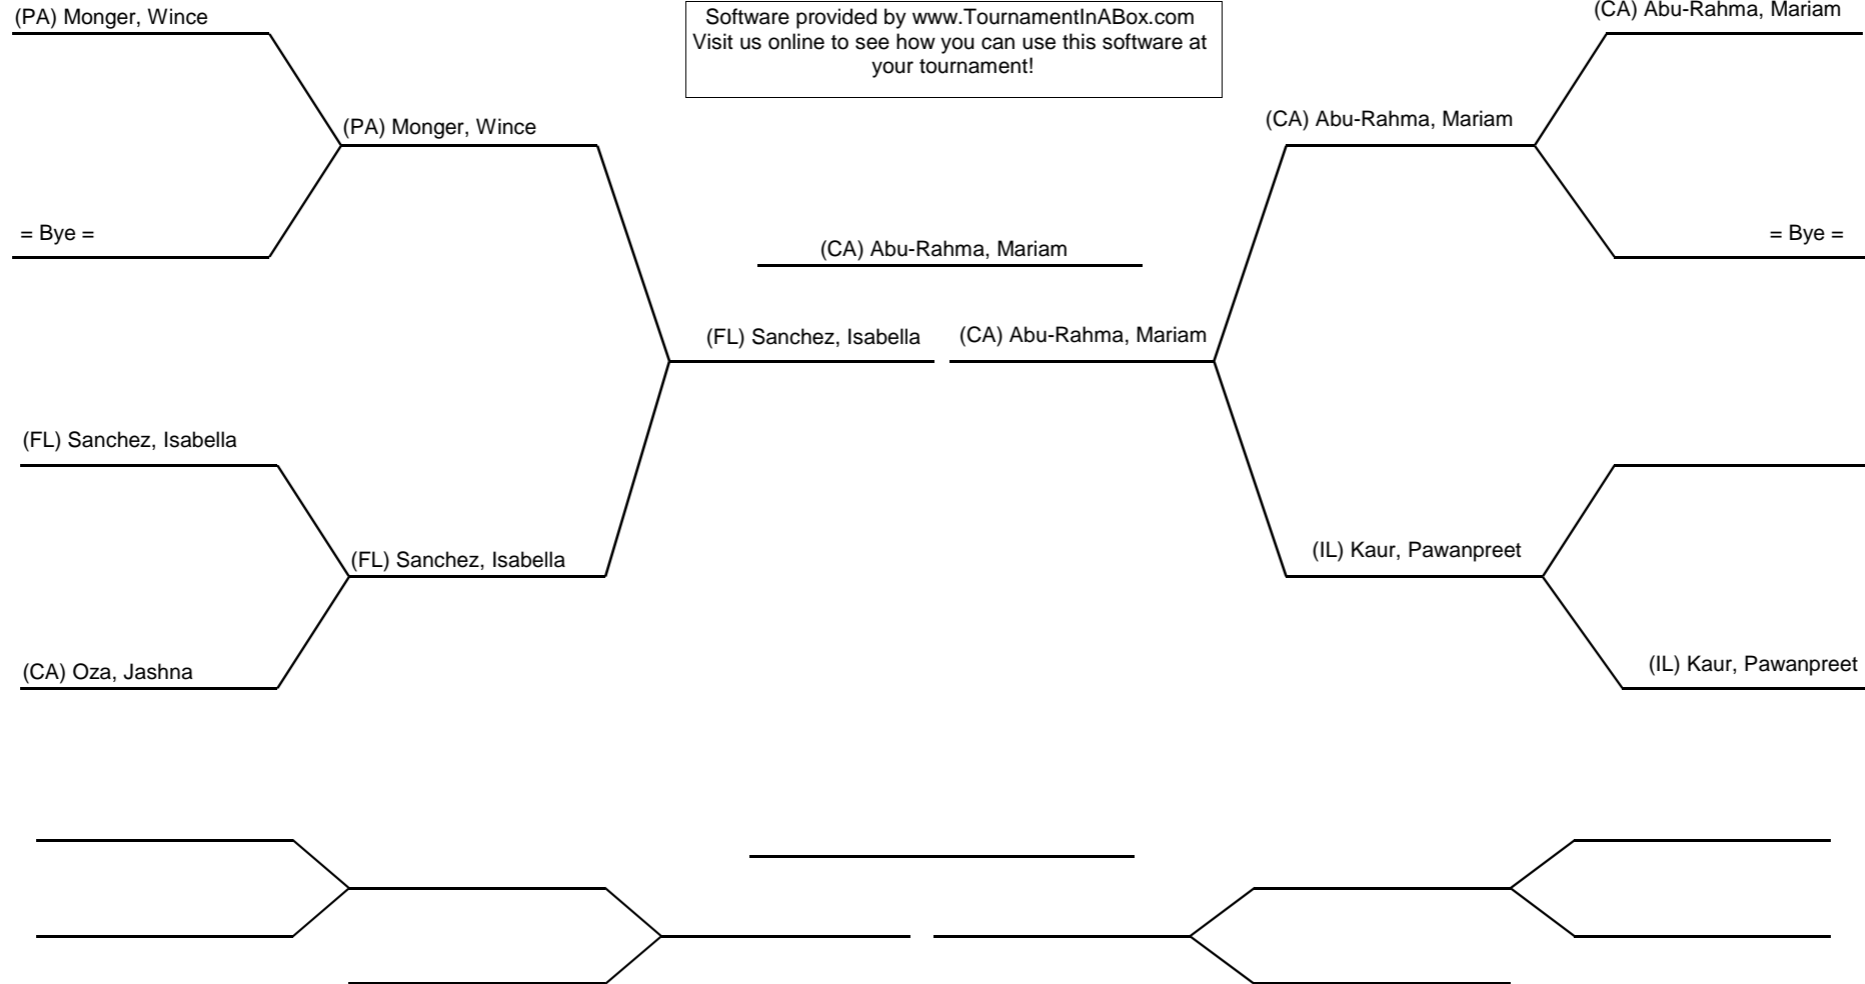 (PA) Monger, Wince
Software provided by www.TournamentInABox.com
Visit us online to see how you can use this software at
your tournament!
(CA) Abu-Rahma, Mariam
(PA) Monger, Wince
(CA) Abu-Rahma, Mariam
= Bye =
= Bye =
(CA) Abu-Rahma, Mariam
(FL) Sanchez, Isabella
(CA) Abu-Rahma, Mariam
(FL) Sanchez, Isabella
(FL) Sanchez, Isabella
(IL) Kaur, Pawanpreet
(CA) Oza, Jashna
(IL) Kaur, Pawanpreet